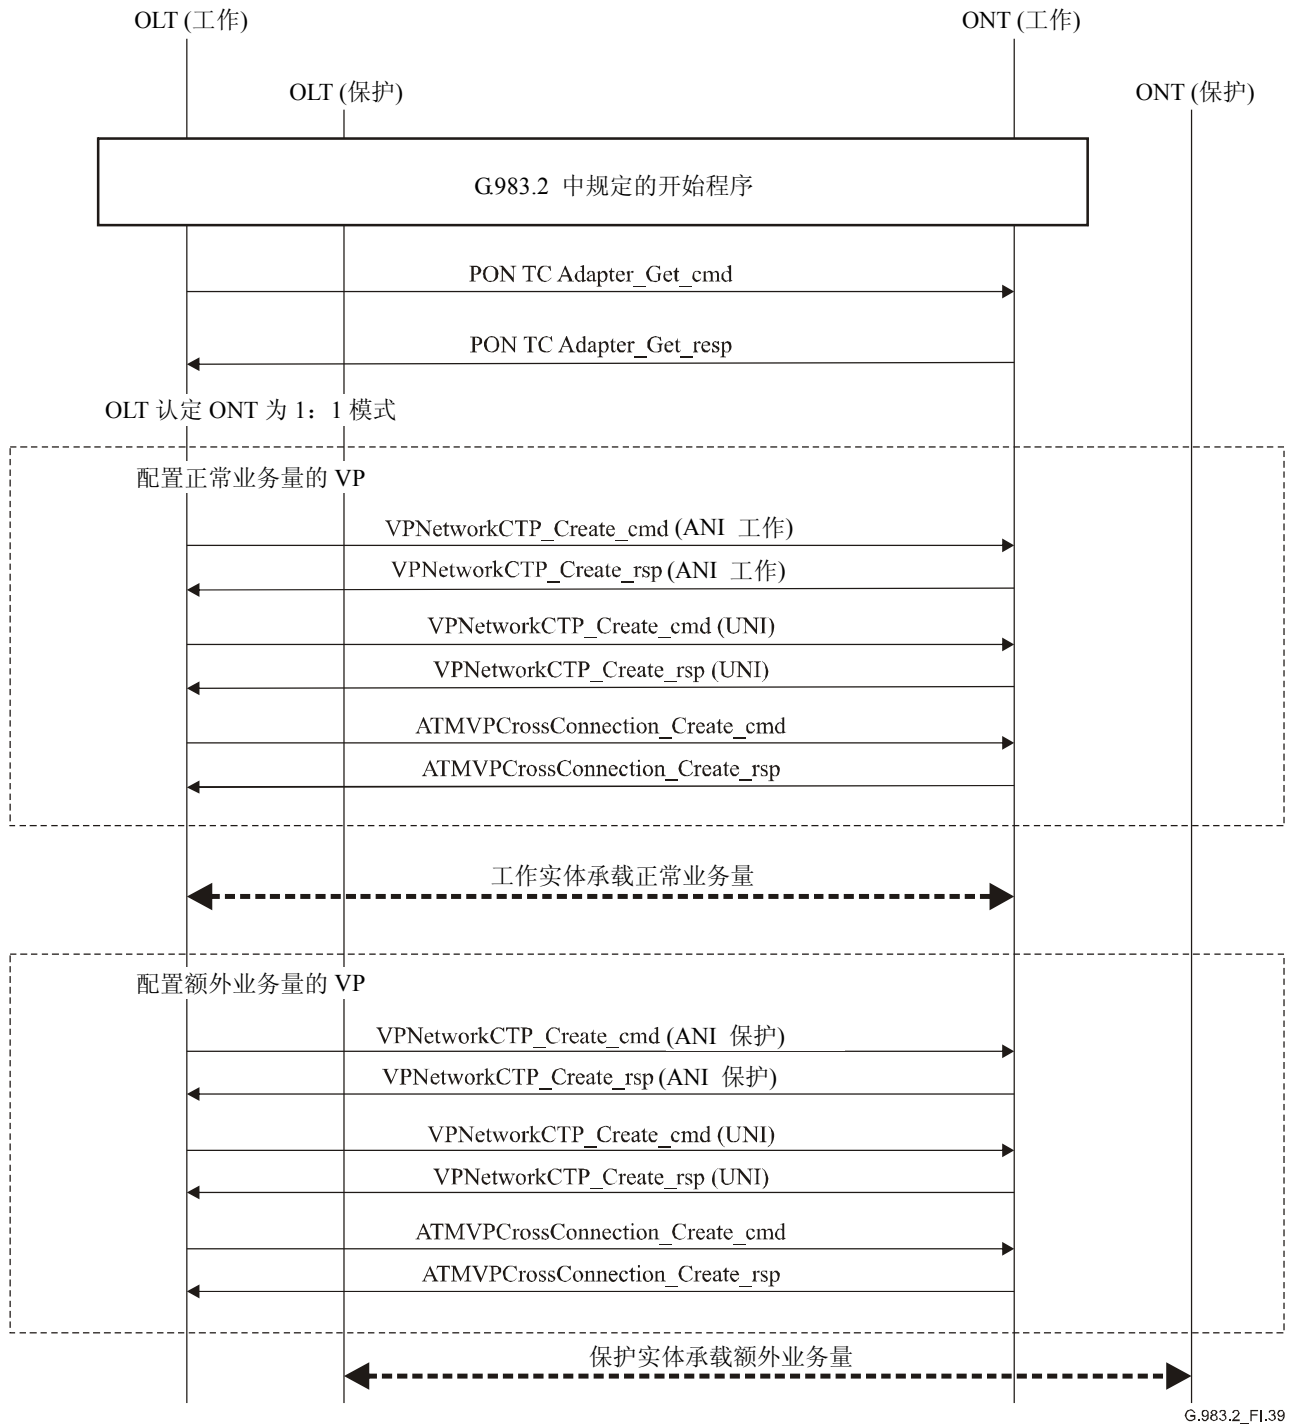 OLT (工作)
ONT (工作)
OLT (保护)
ONT (保护)
G.983.2 中规定的开始程序
PON TC Adapter_Get_cmd
PON TC Adapter_Get_resp
OLT 认定 ONT 为 1：1 模式
配置正常业务量的 VP
VPNetworkCTP_Create_cmd (ANI 工作)
VPNetworkCTP_Create_rsp (ANI 工作)
VPNetworkCTP_Create_cmd (UNI)
VPNetworkCTP_Create_rsp (UNI)
ATMVPCrossConnection_Create_cmd
ATMVPCrossConnection_Create_rsp
工作实体承载正常业务量
配置额外业务量的 VP
VPNetworkCTP_Create_cmd (ANI 保护)
VPNetworkCTP_Create_rsp (ANI 保护)
VPNetworkCTP_Create_cmd (UNI)
VPNetworkCTP_Create_rsp (UNI)
ATMVPCrossConnection_Create_cmd
ATMVPCrossConnection_Create_rsp
保护实体承载额外业务量
G.983.2_FI.39